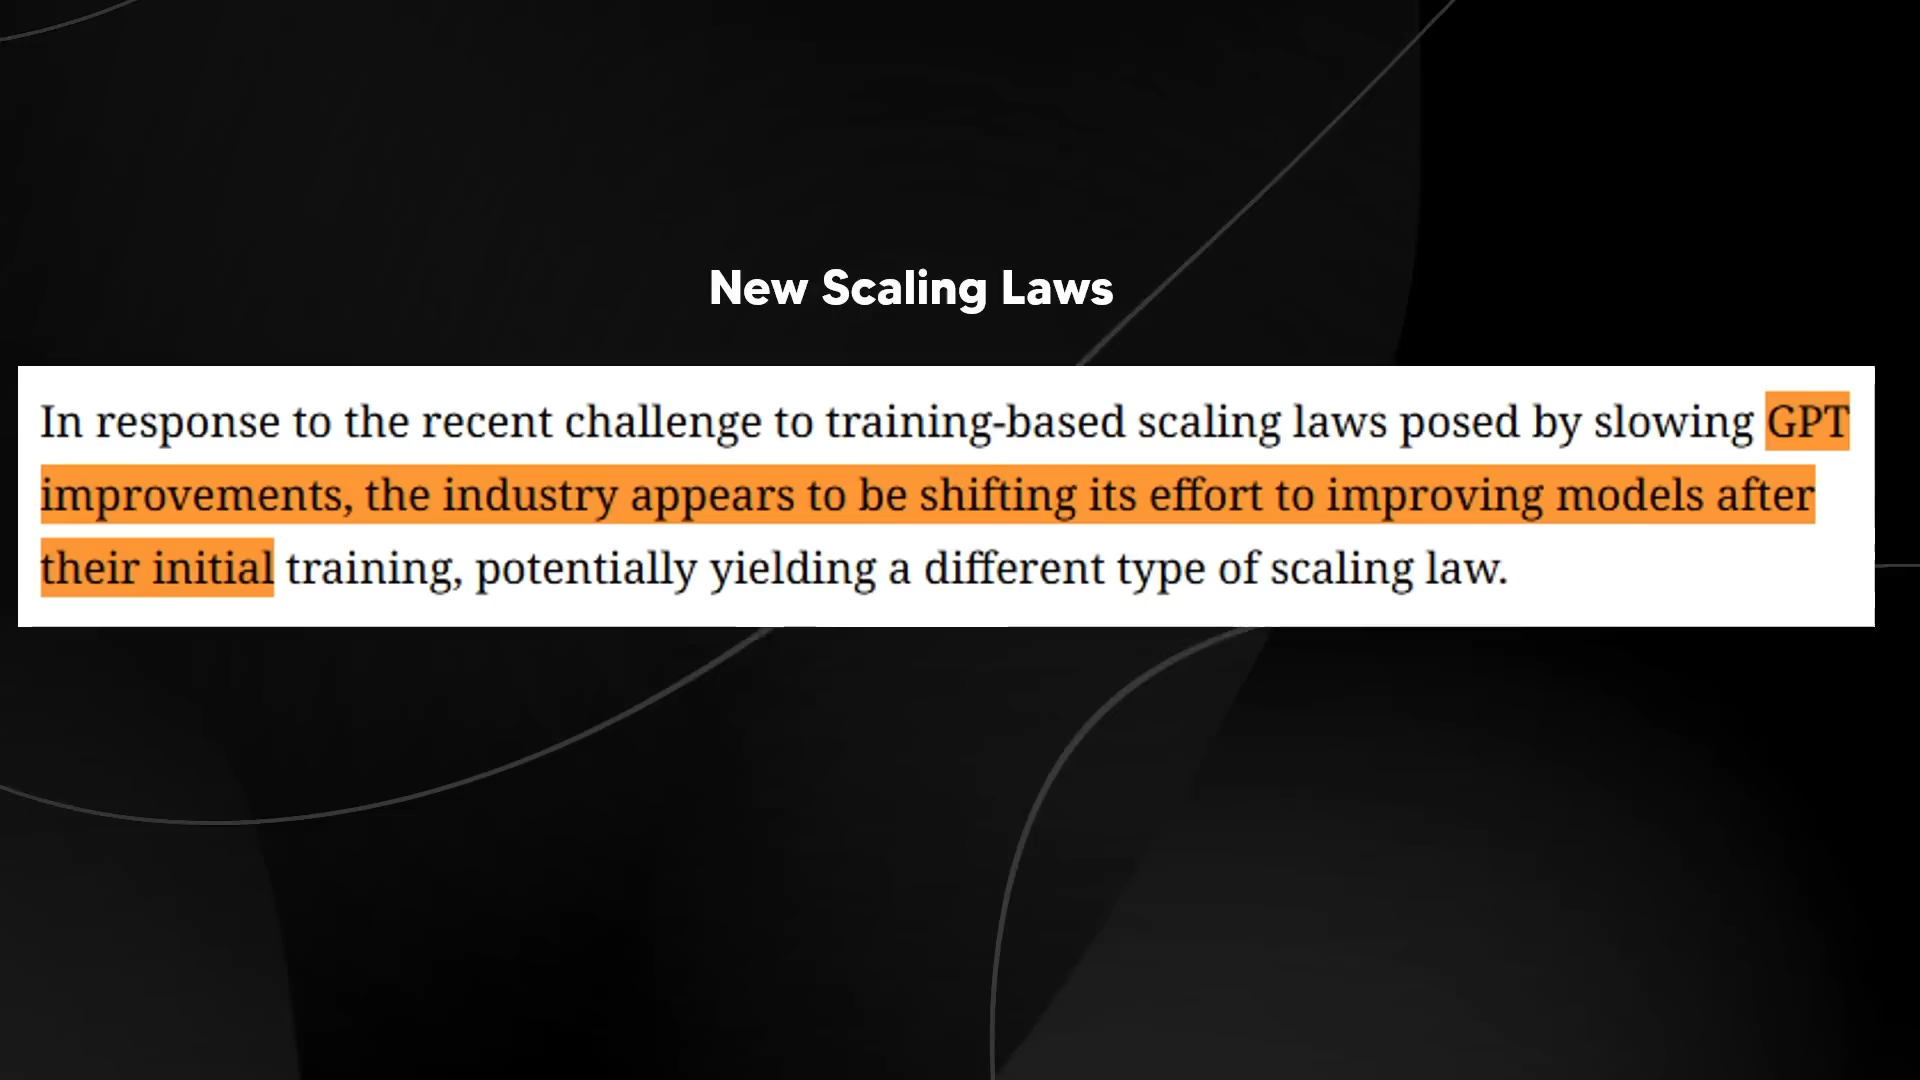 New Scaling Laws
In response to the recent challenge to training-based scaling laws posed by slowing GPT
improvements, the industry appears to be shifting its effort to improving models after
their initial training, potentially yielding a different type of scaling law.